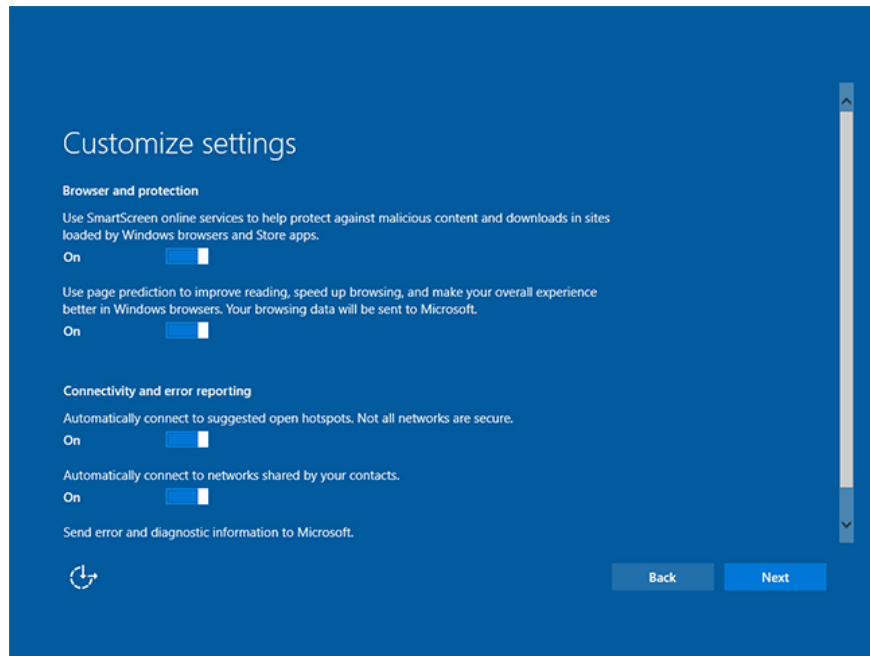 Customize settings
Browser and protection
Use SmartScreen online services to help protect against malicious content and downloads in sites
loaded by Windows browsers and Store apps.
On
Use page prediction to improve reading, speed up browsing, and make your overall experience
better in Windows browsers. Your browsing data will be sent to Microsoft.
On
Connectivity and error reporting
Automatically connect to suggested open hotspots. Not all networks are secure.
On
Automatically connect to networks shared by your contacts.
On
Send error and diagnostic information to Microsoft.
Back Next